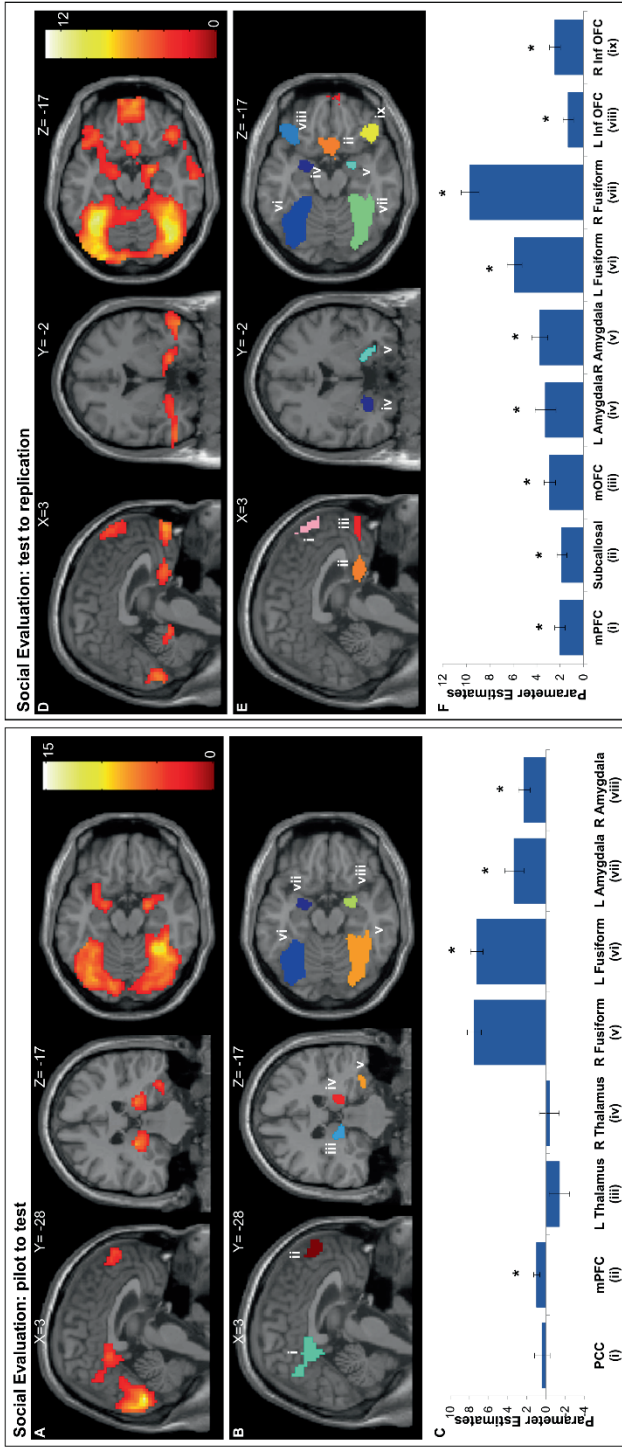 Social Evaluation: pilot to test
A
X=3
Y= -28
Z= -17
15
0
B
X=3
Y= -28
Z= -17
i
ii
iii
iv
v
vi
vii
viii
v
C
Parameter Estimates
10
8
6
4
2
0
-2
-4
*
*
*
*
PCC
(i)
mPFC
(ii)
L Thalamus
(iii)
R Thalamus
(iv)
R Fusiform
(v)
L Fusiform
(vi)
L Amygdala
(vii)
R Amygdala
(viii)
Social Evaluation: test to replication
D
X=3
Y= -2
Z= -17
12
0
E
X=3
Y= -2
Z= -17
i
ii
iii
iv
v
vi
iv
viii
ii
v
vii
ix
F
Parameter Estimates
12
10
8
6
4
2
0
*
*
*
*
*
*
*
*
*
mPFC
(i)
Subcallosal
(ii)
mOFC
(iii)
L Amygdala
(iv)
R Amygdala
(v)
L Fusiform
(vi)
R Fusiform
(vii)
L Inf OFC
(viii)
R Inf OFC
(ix)